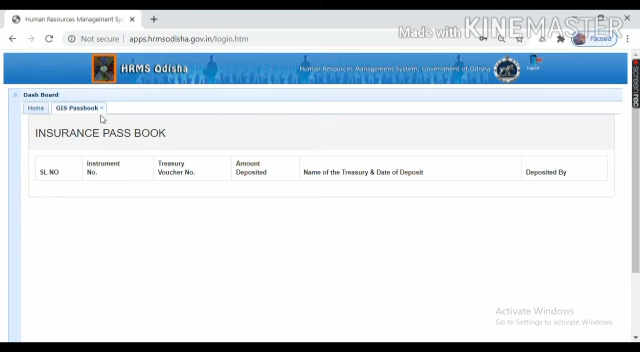 Human Resources Management Sys
Not secure
apps.hrmsodisha.gov.in/login.htm
Made with KINEMASTER
Paused
HRMS Odisha
Human Resources Management System, Government of Odisha
Logout
Dash Board
Home
GIS Passbook
INSURANCE PASS BOOK
SL NO
Instrument
No.
Treasury
Voucher No.
Amount
Deposited
Name of the Treasury & Date of Deposit
Deposited By
Activate Windows
Go to Settings to activate Windows.
screenrec